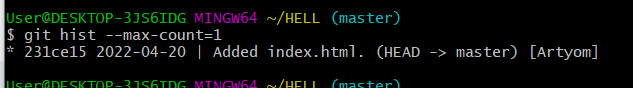 User@DESKTOP-3JS6IDG MINGW64 ~/HELL (master)
$ git hist --max-count=1
* 231ce15 2022-04-20 | Added index.html. (HEAD -> master) [Artyom]
User@DESKTOP-3JS6IDG MINGW64 ~/HELL (master)